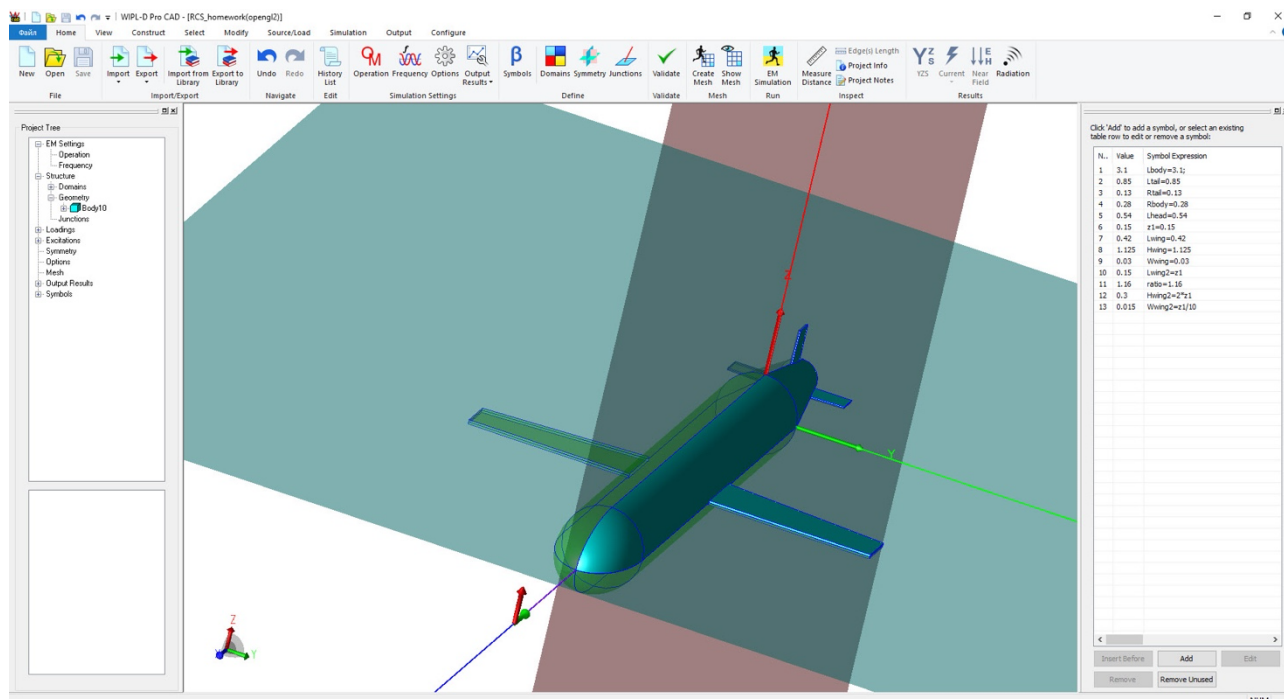 WIPL-D Pro CAD - [RCS_homework(opengl2)]
Файл Home View Construct Select Modify Source/Load Simulation Output Configure
New Open Save Import Export Import from Library Export to Library Undo Redo History List Operation Frequency Options Output Results Symbols Domains Symmetry Junctions Validate Create Mesh Show Mesh EM Simulation Measure Distance Edge(s) Length Project Info Project Notes YZS Current Near Field Radiation
File Import/Export Navigate Edit Simulation Settings Define Validate Mesh Run Inspect Results
Project Tree
EM Settings
Operation
Frequency
Structure
Domains
Geometry
Body10
Junctions
Loadings
Excitations
Symmetry
Options
Mesh
Output Results
Symbols
Z
Y
Z
Y
Click 'Add' to add a symbol, or select an existing
table row to edit or remove a symbol:
N.. Value Symbol Expression
1 3.1 Lbody=3.1;
2 0.85 Ltail=0.85
3 0.13 Rtail=0.13
4 0.28 Rbody=0.28
5 0.54 Lhead=0.54
6 0.15 z1=0.15
7 0.42 Lwing=0.42
8 1.125 Hwing=1.125
9 0.03 Wwing=0.03
10 0.15 Lwing2=z1
11 1.16 ratio=1.16
12 0.3 Hwing2=2*z1
13 0.015 Wwing2=z1/10
Insert Before Add Edit
Remove Remove Unused